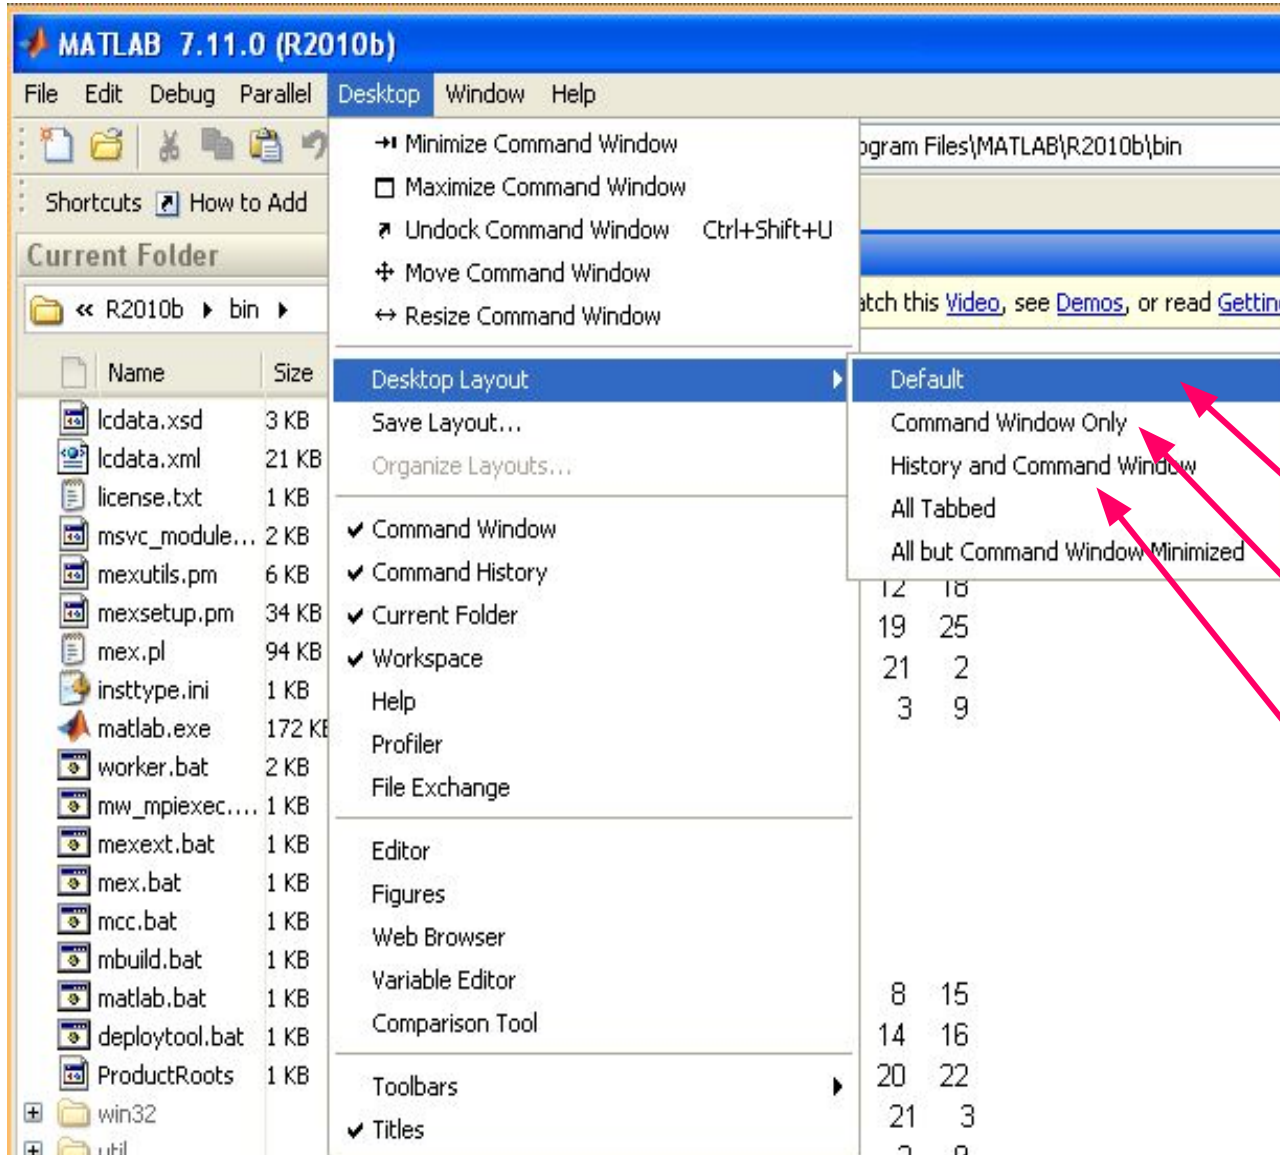 MATLAB 7.11.0 (R2010b)
File Edit Debug Parallel Desktop Window Help
ogram Files\MATLAB\R2010b\bin
Shortcuts How to Add
Current Folder
« R2010b bin
Name Size
lcdata.xsd 3 KB
lcdata.xml 21 KB
license.txt 1 KB
msvc_module... 2 KB
mexutils.pm 6 KB
mexsetup.pm 34 KB
mex.pl 94 KB
insttype.ini 1 KB
matlab.exe 172 KB
worker.bat 2 KB
mw_mpiexec.... 1 KB
mexext.bat 1 KB
mex.bat 1 KB
mcc.bat 1 KB
mbuild.bat 1 KB
matlab.bat 1 KB
deploytool.bat 1 KB
ProductRoots 1 KB
win32
util
Minimize Command Window
Maximize Command Window
Undock Command Window Ctrl+Shift+U
Move Command Window
Resize Command Window
Desktop Layout
Save Layout...
Organize Layouts...
Command Window
Command History
Current Folder
Workspace
Help
Profiler
File Exchange
Editor
Figures
Web Browser
Variable Editor
Comparison Tool
Toolbars
Titles
atch this Video, see Demos, or read Getting
Default
Command Window Only
History and Command Window
All Tabbed
All but Command Window Minimized
12 18
19 25
21 2
3 9
8 15
14 16
20 22
21 3
2 9